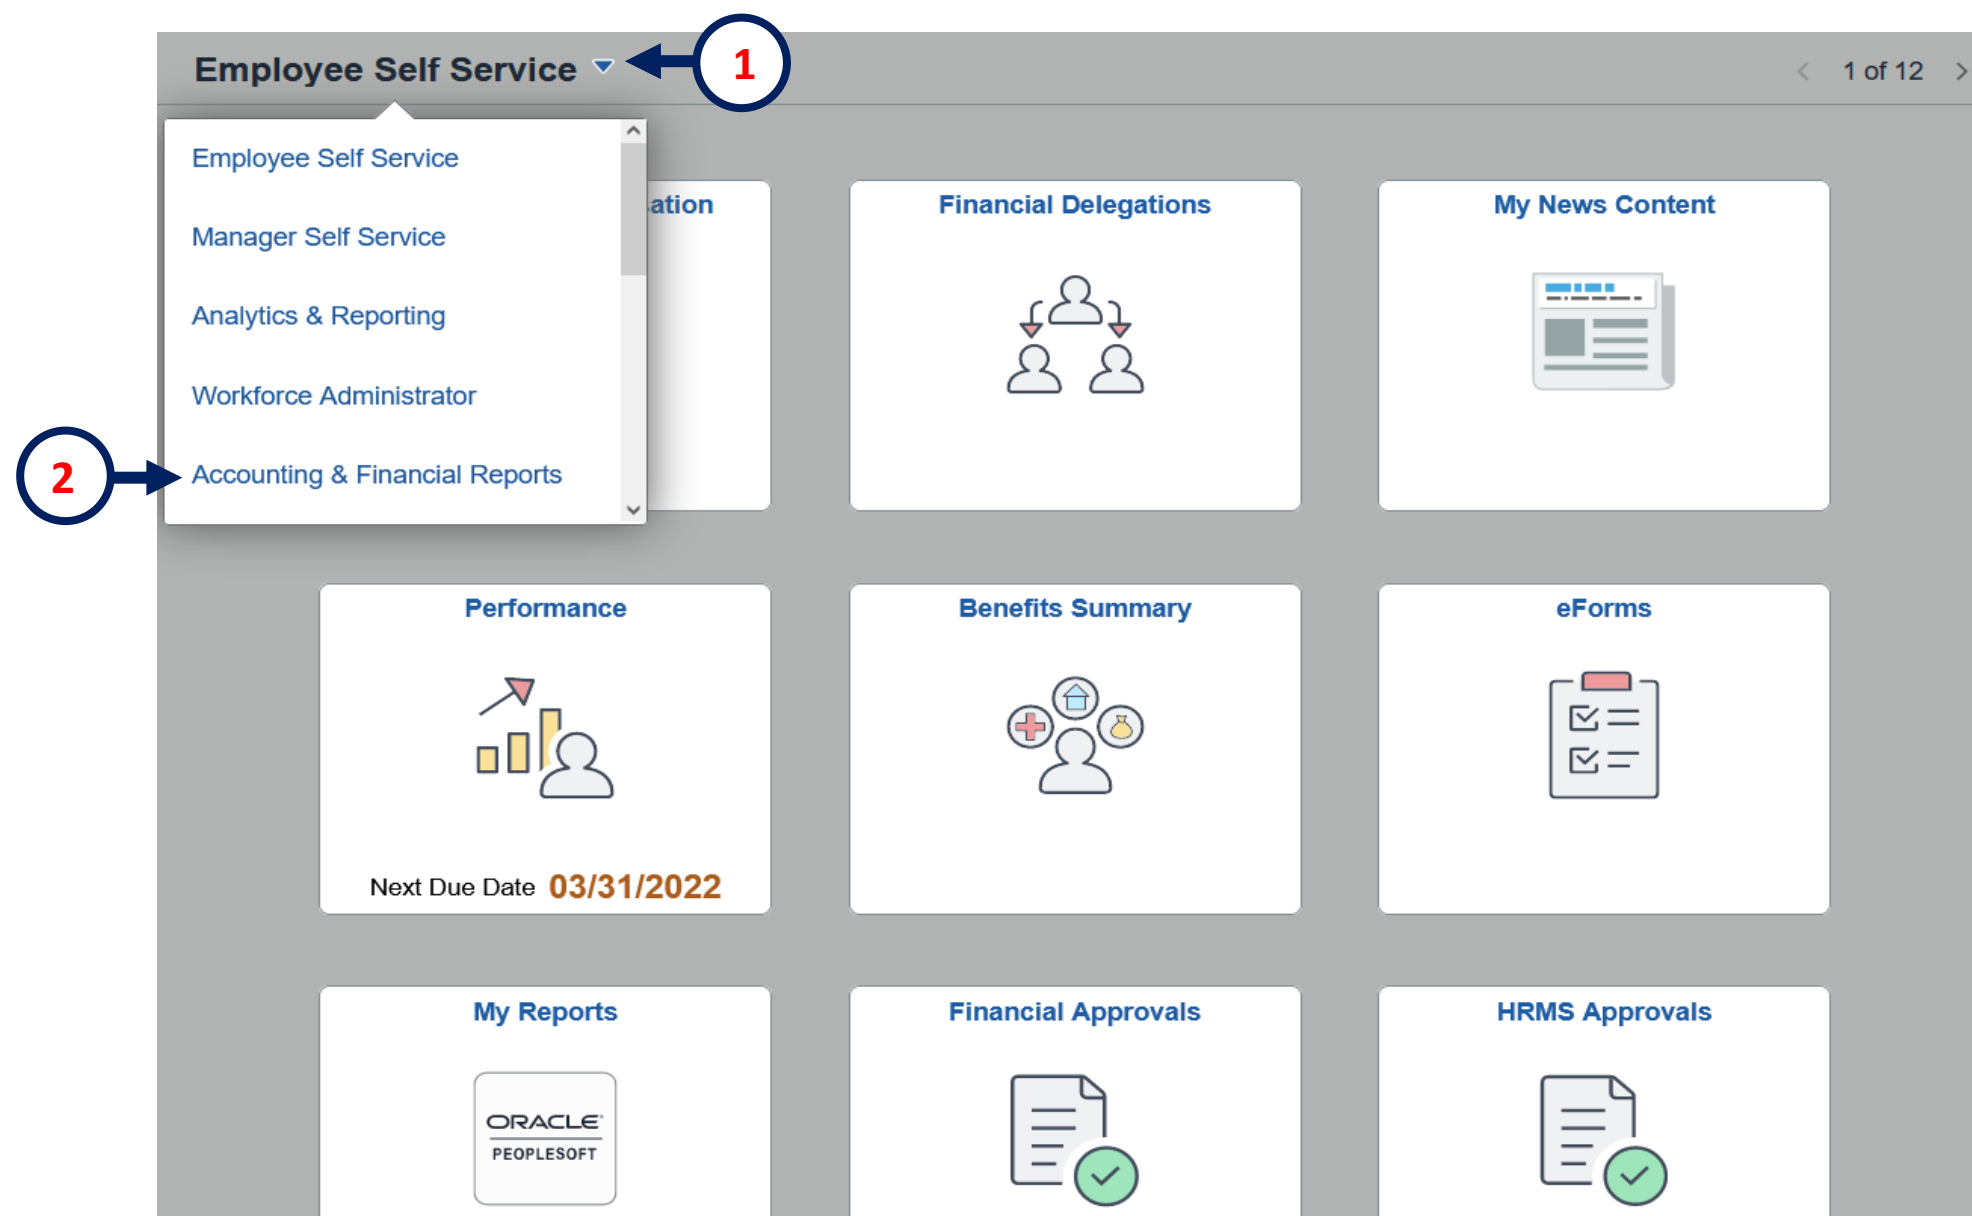 Employee Self Service
1
1 of 12
Employee Self Service
Manager Self Service
Analytics & Reporting
Workforce Administrator
2
Accounting & Financial Reports
Financial Delegations
My News Content
Performance
Next Due Date 03/31/2022
Benefits Summary
eForms
My Reports
ORACLE
PEOPLESOFT
Financial Approvals
HRMS Approvals